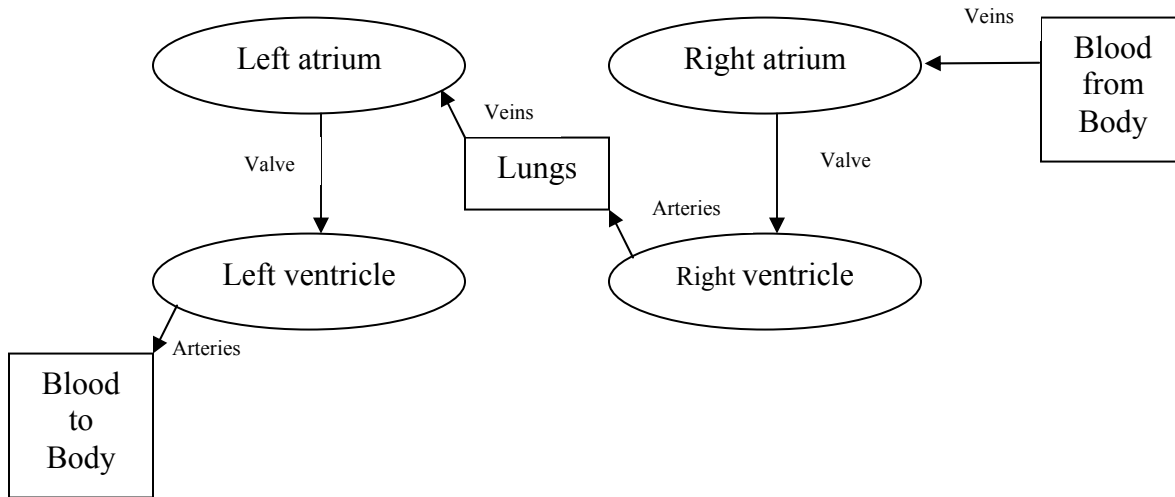 Veins
Left atrium
Right atrium
Blood
from
Body
Veins
Valve
Lungs
Valve
Arteries
Left ventricle
Right ventricle
Arteries
Blood
to
Body